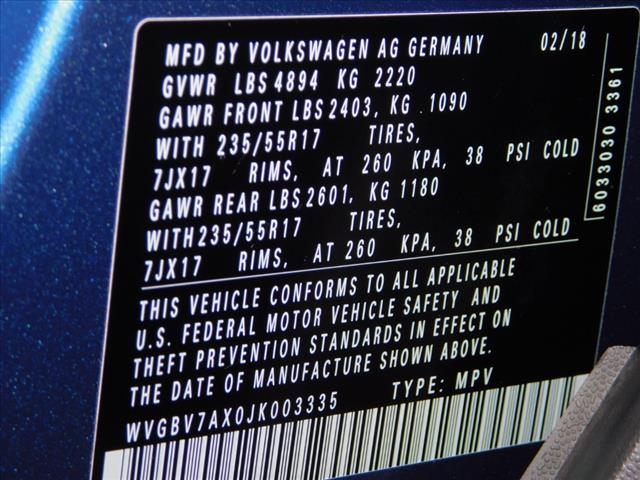 MFD BY VOLKSWAGEN AG GERMANY 02/18
GVWR LBS 4894 KG 2220
GAWR FRONT LBS 2403, KG 1090
WITH 235/55R17 TIRES,
7JX17 RIMS, AT 260 KPA, 38 PSI COLD
GAWR REAR LBS 2601, KG 1180
WITH 235/55R17 TIRES,
7JX17 RIMS, AT 260 KPA, 38 PSI COLD
THIS VEHICLE CONFORMS TO ALL APPLICABLE
U.S. FEDERAL MOTOR VEHICLE SAFETY AND
THEFT PREVENTION STANDARDS IN EFFECT ON
THE DATE OF MANUFACTURE SHOWN ABOVE.
WVGBV7AX0JK003335 TYPE: MPV
6033030 3361